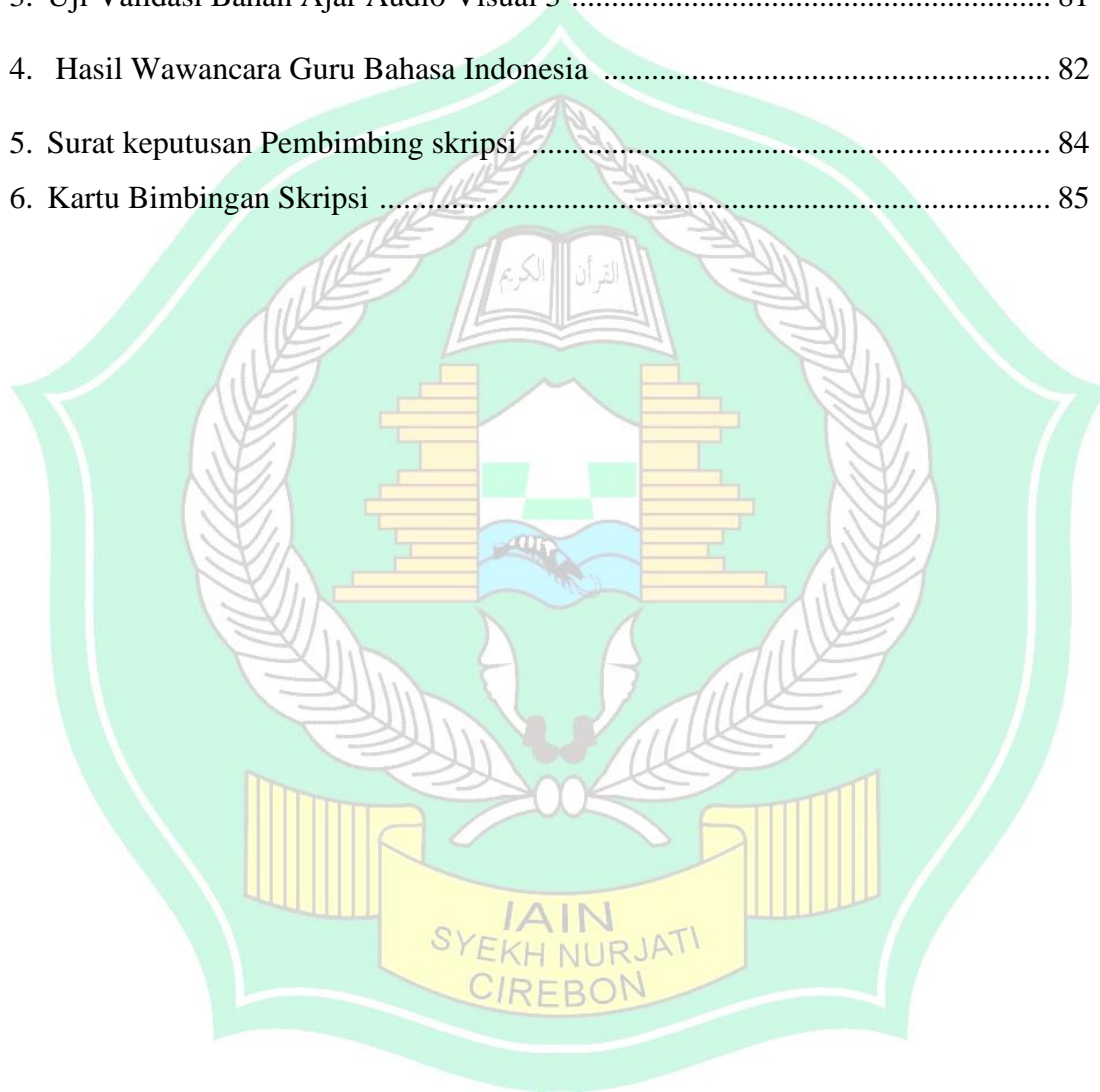 3. Uji Validasi Bahan Ajar Audio Visual 3 .......................................................... 81
4. Hasil Wawancara Guru Bahasa Indonesia ....................................................... 82
5. Surat keputusan Pembimbing skripsi ................................................................ 84
6. Kartu Bimbingan Skripsi ................................................................................... 85
القرآن الكريم
IAIN
SYEKH NURJATI
CIREBON